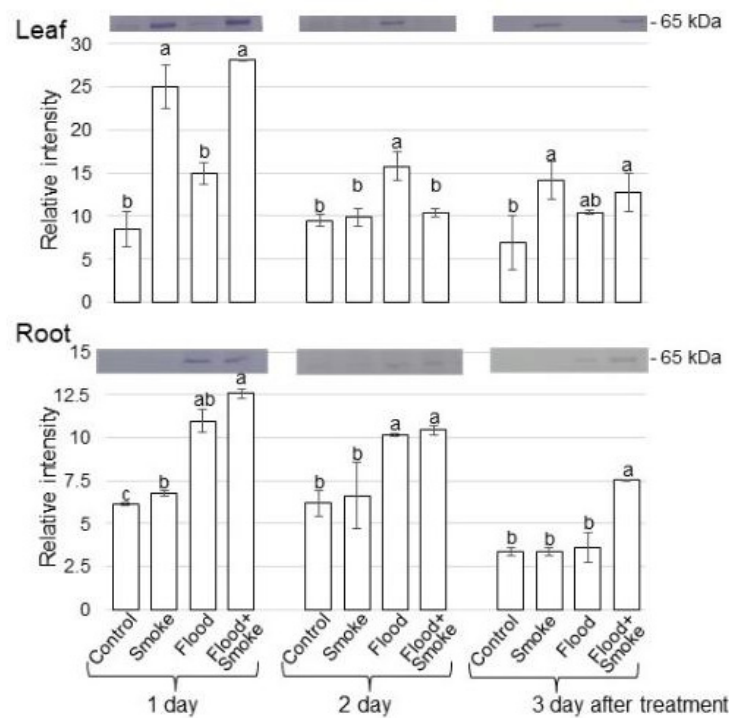 Leaf
- 65 kDa
30
25
20
15
10
5
0
Relative intensity
b
a
b
a
b
b
a
b
b
a
ab
a
Root
- 65 kDa
15
12.5
10
7.5
5
2.5
0
Relative intensity
c
b
ab
a
b
b
a
a
b
b
b
a
Control
Smoke
Flood
Flood+
Smoke
Control
Smoke
Flood
Flood+
Smoke
Control
Smoke
Flood
Flood+
Smoke
1 day
2 day
3 day after treatment